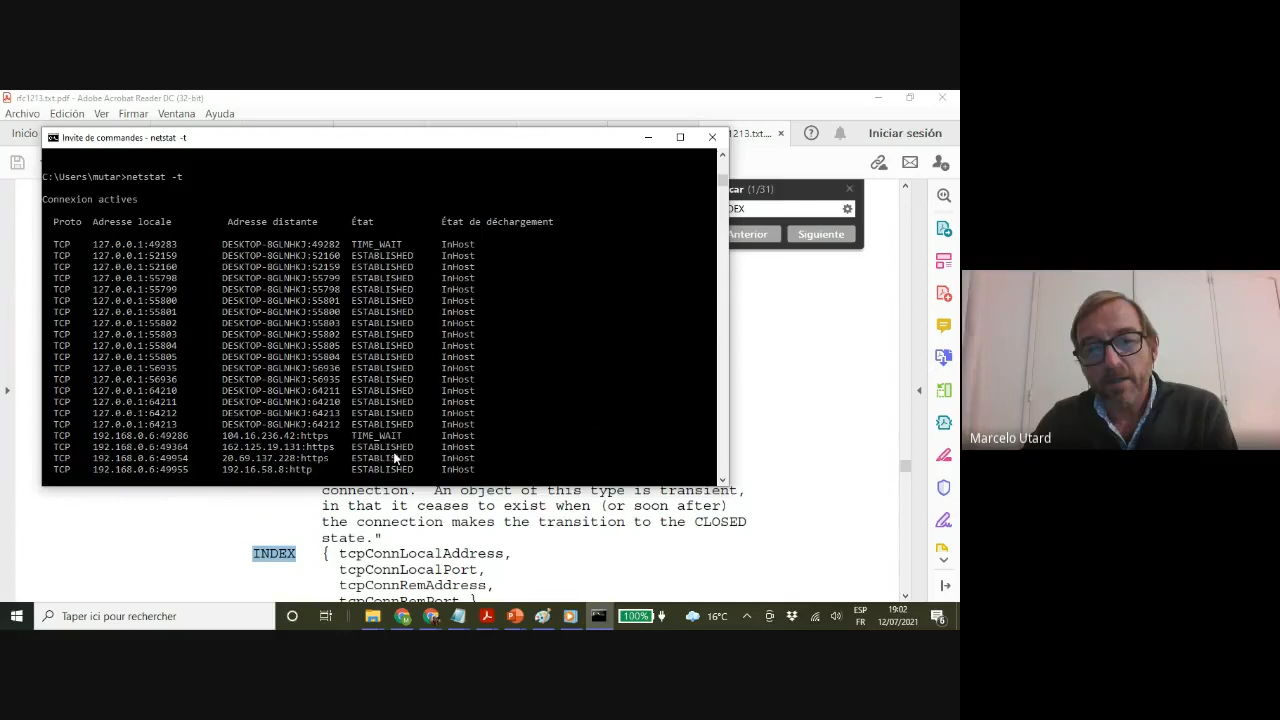 rfc1213.txt.pdf - Adobe Acrobat Reader DC (32-bit)
Archivo Edición Ver Firmar Ventana Ayuda
Inicio
1213.txt....
Iniciar sesión
Invite de commandes - netstat -t
car (1/31)
DEX
Anterior
Siguiente
C:\Users\mutar>netstat -t
Connexion actives
Proto Adresse locale Adresse distante État État de déchargement
TCP 127.0.0.1:49283 DESKTOP-8GLNHKJ:49282 TIME_WAIT InHost
TCP 127.0.0.1:52159 DESKTOP-8GLNHKJ:52160 ESTABLISHED InHost
TCP 127.0.0.1:52160 DESKTOP-8GLNHKJ:52159 ESTABLISHED InHost
TCP 127.0.0.1:55798 DESKTOP-8GLNHKJ:55799 ESTABLISHED InHost
TCP 127.0.0.1:55799 DESKTOP-8GLNHKJ:55798 ESTABLISHED InHost
TCP 127.0.0.1:55800 DESKTOP-8GLNHKJ:55801 ESTABLISHED InHost
TCP 127.0.0.1:55801 DESKTOP-8GLNHKJ:55800 ESTABLISHED InHost
TCP 127.0.0.1:55802 DESKTOP-8GLNHKJ:55803 ESTABLISHED InHost
TCP 127.0.0.1:55803 DESKTOP-8GLNHKJ:55802 ESTABLISHED InHost
TCP 127.0.0.1:55804 DESKTOP-8GLNHKJ:55805 ESTABLISHED InHost
TCP 127.0.0.1:55805 DESKTOP-8GLNHKJ:55804 ESTABLISHED InHost
TCP 127.0.0.1:56935 DESKTOP-8GLNHKJ:56936 ESTABLISHED InHost
TCP 127.0.0.1:56936 DESKTOP-8GLNHKJ:56935 ESTABLISHED InHost
TCP 127.0.0.1:64210 DESKTOP-8GLNHKJ:64211 ESTABLISHED InHost
TCP 127.0.0.1:64211 DESKTOP-8GLNHKJ:64210 ESTABLISHED InHost
TCP 127.0.0.1:64212 DESKTOP-8GLNHKJ:64213 ESTABLISHED InHost
TCP 127.0.0.1:64213 DESKTOP-8GLNHKJ:64212 ESTABLISHED InHost
TCP 192.168.0.6:49286 104.16.236.42:https TIME_WAIT InHost
TCP 192.168.0.6:49364 162.125.19.131:https ESTABLISHED InHost
TCP 192.168.0.6:49954 20.69.137.228:https ESTABLISHED InHost
TCP 192.168.0.6:49955 192.16.58.8:http ESTABLISHED InHost
connection. An object of this type is transient,
in that it ceases to exist when (or soon after)
the connection makes the transition to the CLOSED
state."
INDEX { tcpConnLocalAddress,
tcpConnLocalPort,
tcpConnRemAddress,
tcpConnRemPort }
Taper ici pour rechercher
100%
16°C
ESP
FR
19:02
12/07/2021
6
Marcelo Utard